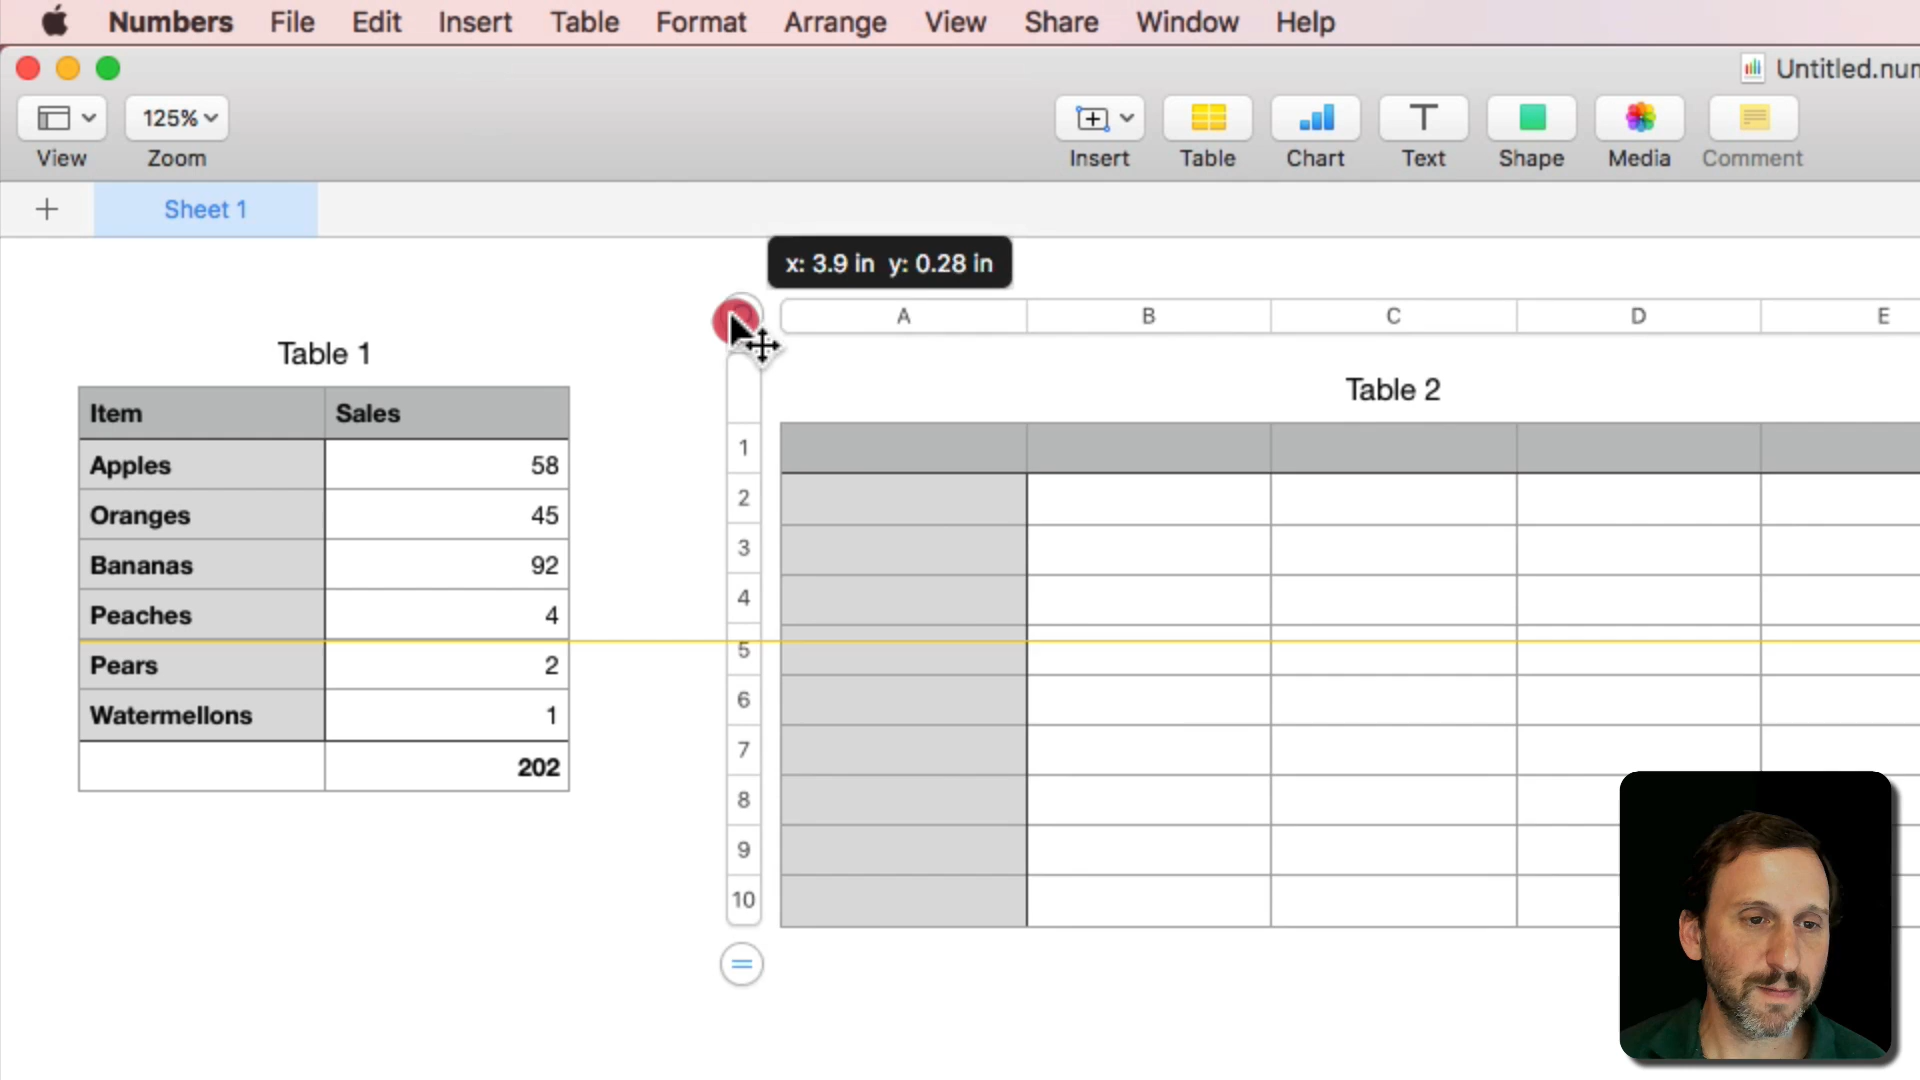 Numbers File Edit Insert Table Format Arrange View Share Window Help
Untitled.num
125%
View Zoom Insert Table Chart Text Shape Media Comment
Sheet 1
x: 3.9 in y: 0.28 in
A B C D E
Table 1
Table 2
Item Sales
Apples 58
Oranges 45
Bananas 92
Peaches 4
Pears 2
Watermellons 1
202
1
2
3
4
5
6
7
8
9
10